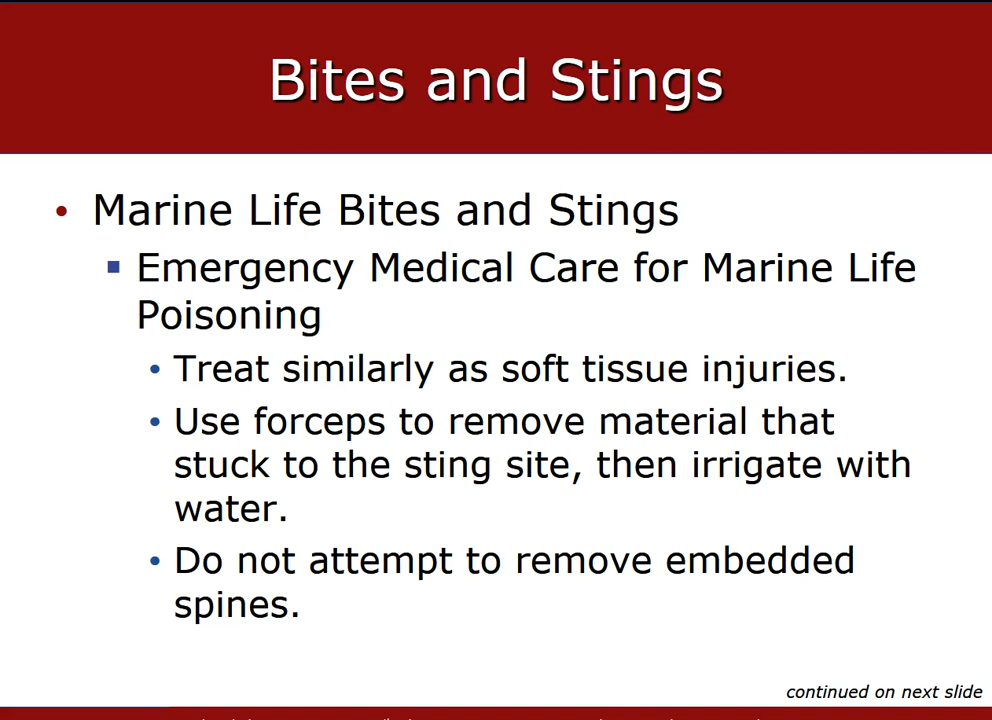 Bites and Stings
• Marine Life Bites and Stings
▪ Emergency Medical Care for Marine Life
Poisoning
• Treat similarly as soft tissue injuries.
• Use forceps to remove material that
stuck to the sting site, then irrigate with
water.
• Do not attempt to remove embedded
spines.
continued on next slide